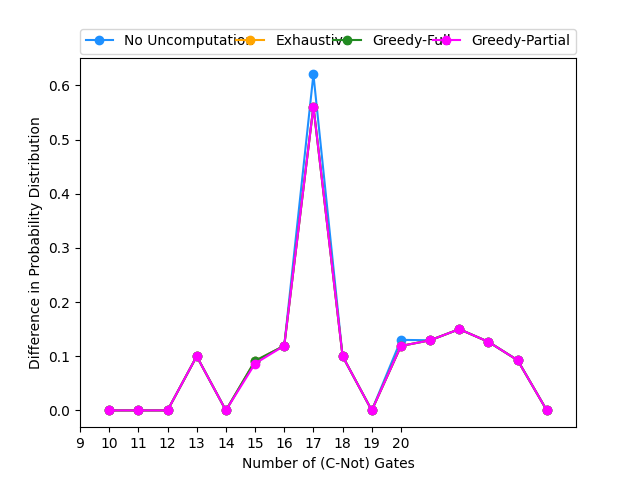 No Uncomputation Exhaustive Greedy-Full Greedy-Partial
0.6
0.5
0.4
0.3
0.2
0.1
0.0
Difference in Probability Distribution
9 10 11 12 13 14 15 16 17 18 19 20
Number of (C-Not) Gates